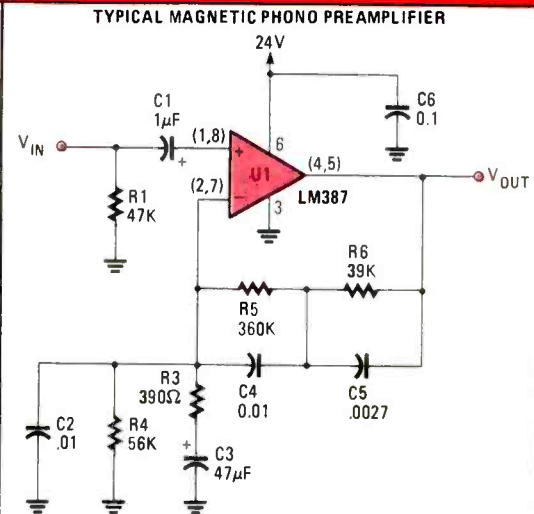 TYPICAL MAGNETIC PHONO PREAMPLIFIER
24V
C1
1µF
C6
0.1
VIN
(1,8)
6
+
+
U1
(4,5)
VOUT
(2,7)
−
3
LM387
R1
47K
R6
39K
R5
360K
R3
390Ω
C4
0.01
C5
.0027
C2
.01
R4
56K
+
C3
47µF